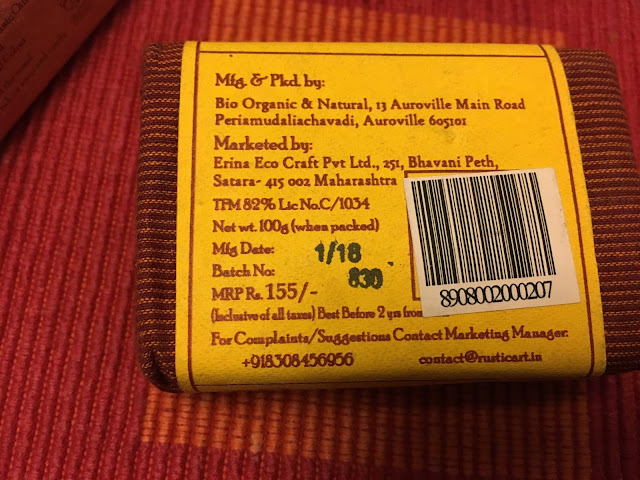 Mfg. & Pkd. by:
Bio Organic & Natural, 13 Auroville Main Road
Periamudaliachavadi, Auroville 605101
Marketed by:
Erina Eco Craft Pvt Ltd., 251, Bhavani Peth,
Satara- 415 002 Maharashtra
TFM 82% Lic No.C/1034
Net wt. 100g (when packed)
Mfg Date: 1/18
Batch No: 830
MRP Rs. 155/-
(Inclusive of all taxes) Best Before 2 yrs from
8908002000207
For Complaints/Suggestions Contact Marketing Manager:
+918308456956 contact@rusticart.in